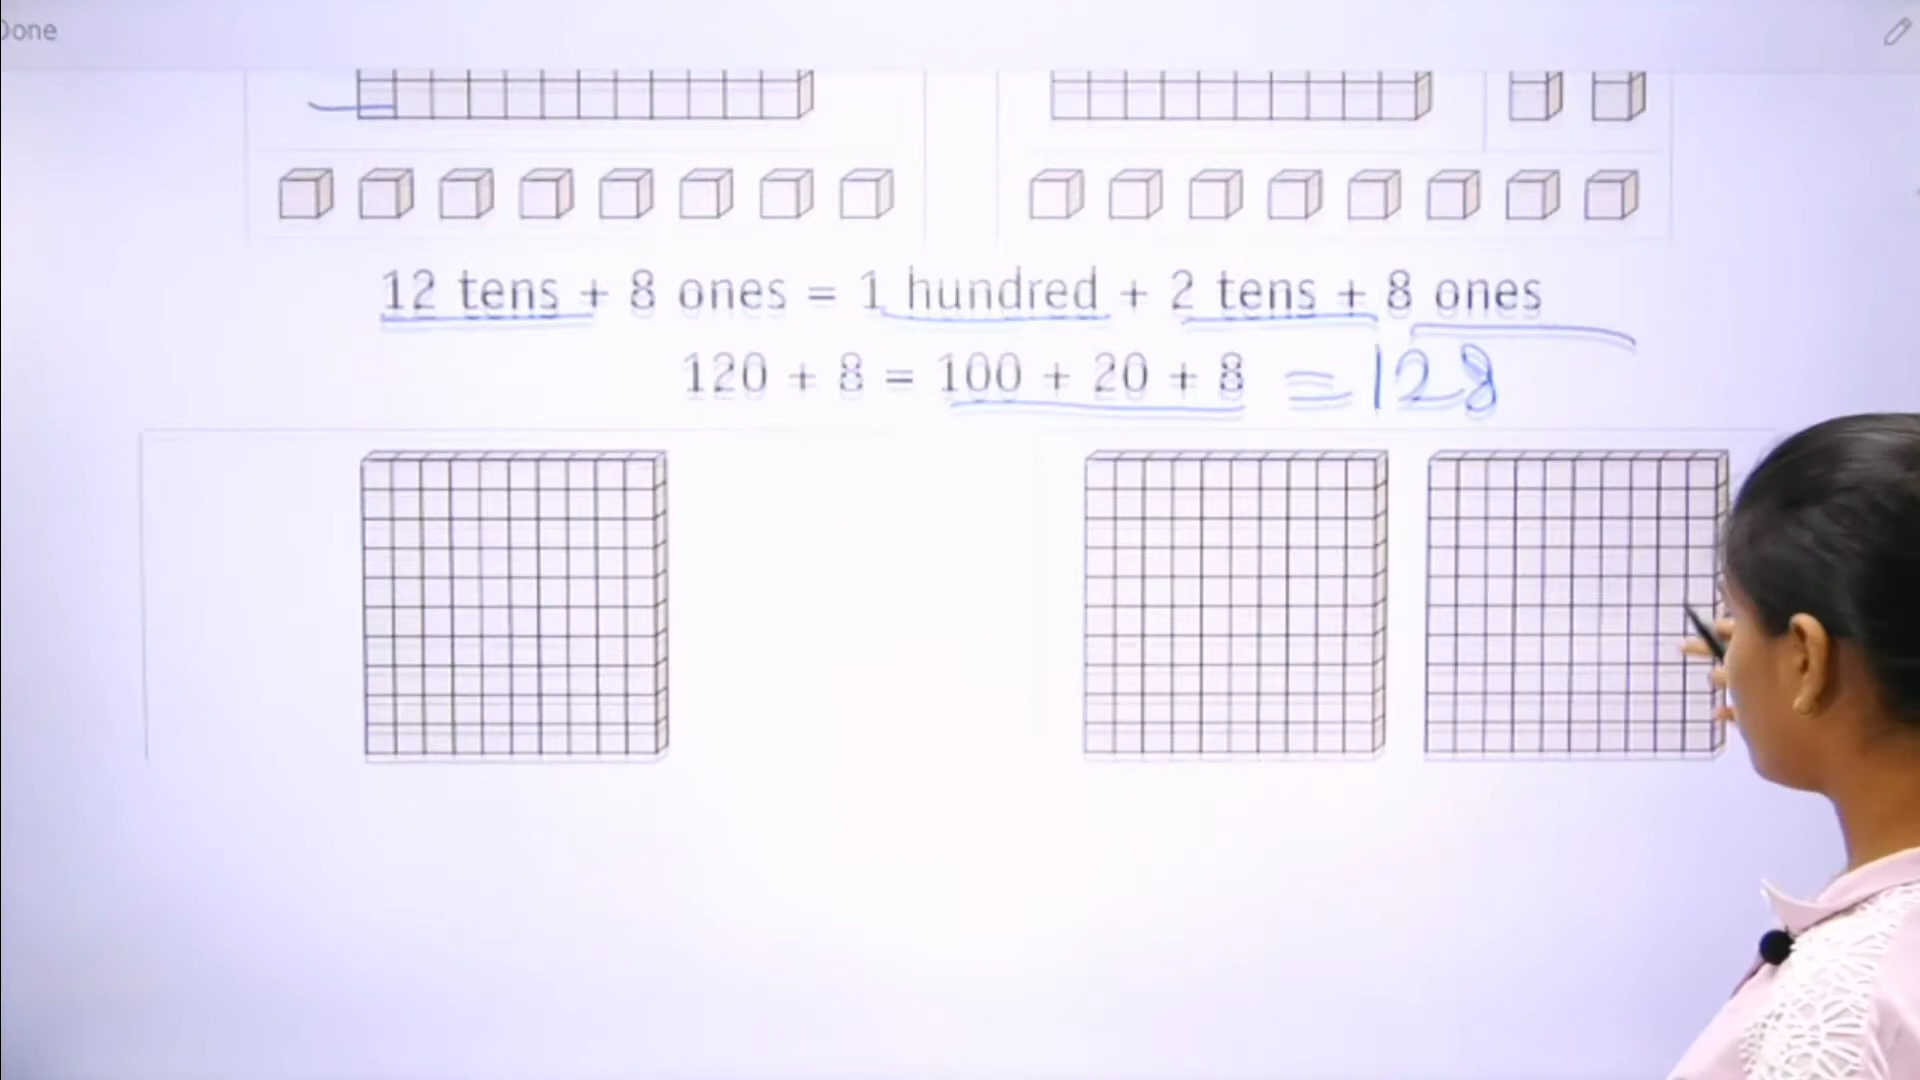 Done
12 tens + 8 ones = 1 hundred + 2 tens + 8 ones
120 + 8 = 100 + 20 + 8 = 128